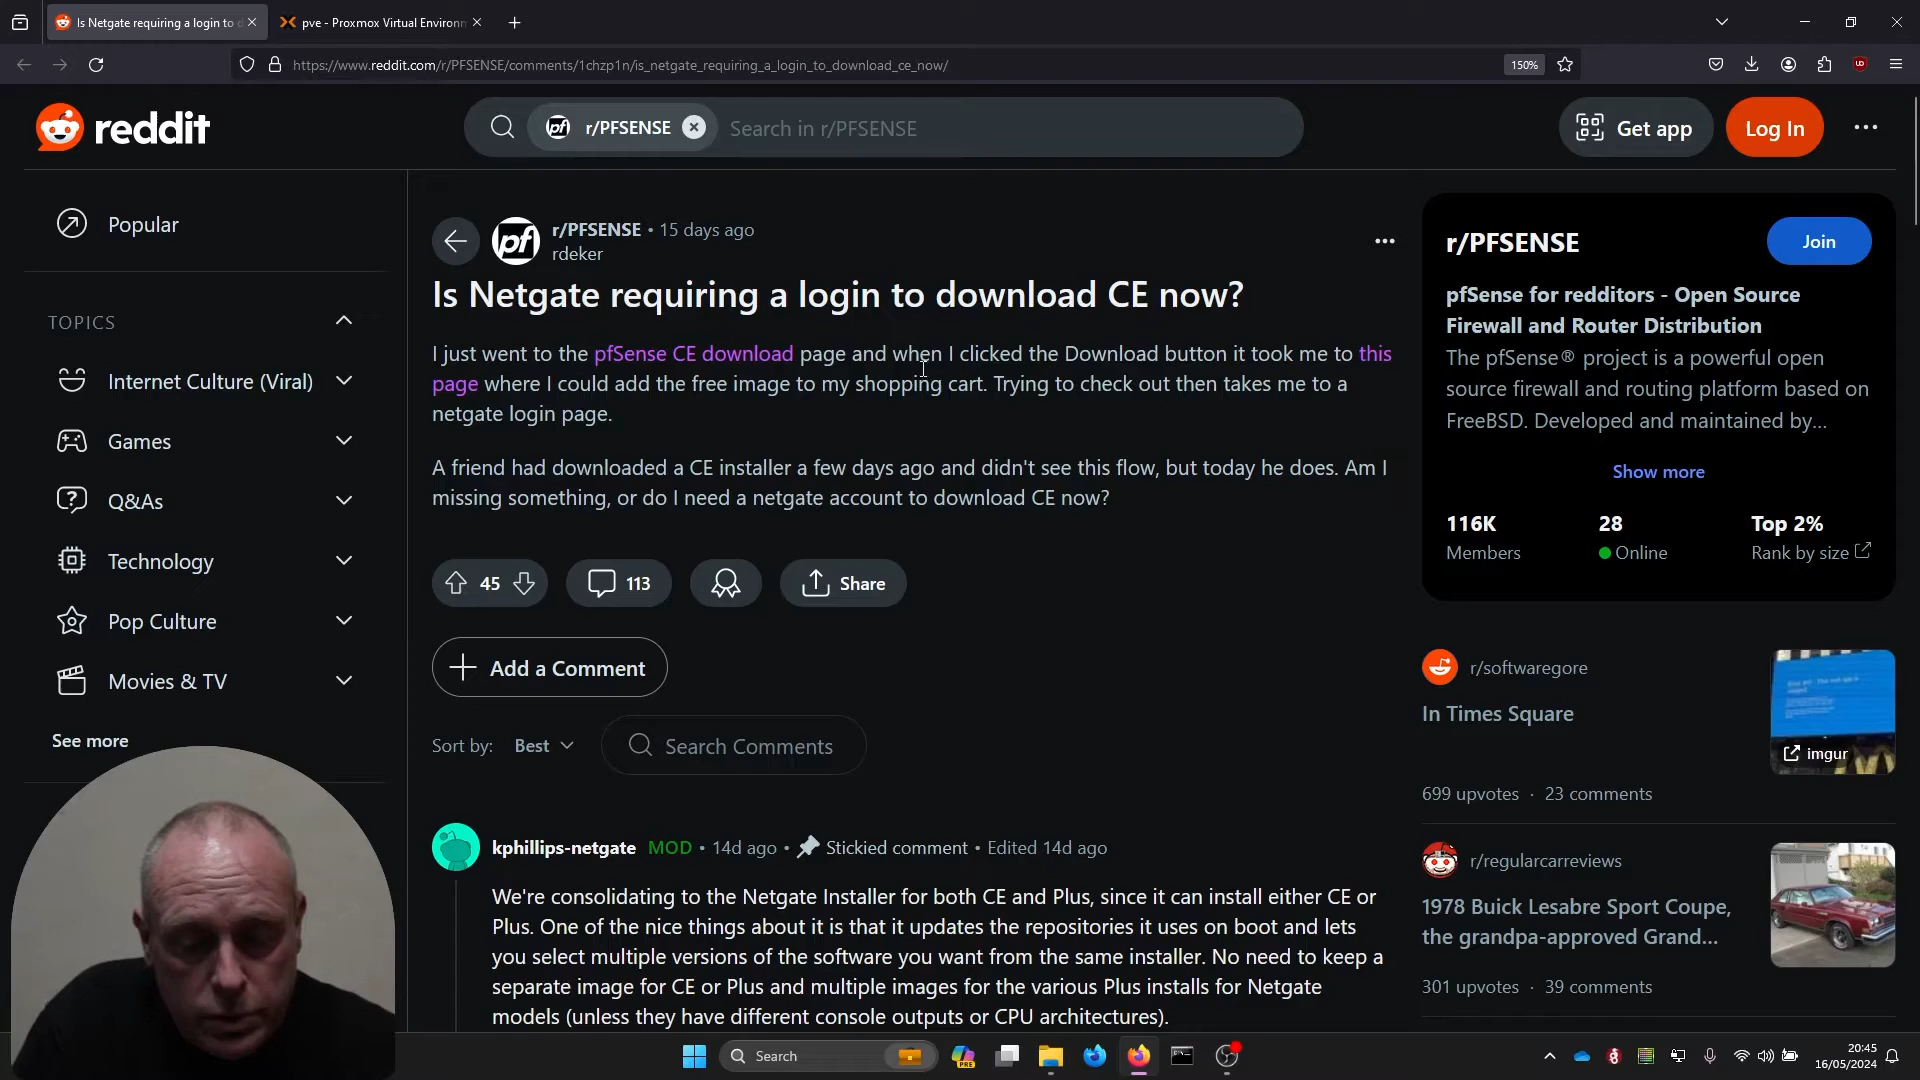 Is Netgate requiring a login to d
pve - Proxmox Virtual Environm
https://www.reddit.com/r/PFSENSE/comments/1chzp1n/is_netgate_requiring_a_login_to_download_ce_now/
150%
reddit
r/PFSENSE
Search in r/PFSENSE
Get app
Log In
Popular
TOPICS
Internet Culture (Viral)
Games
Q&As
Technology
Pop Culture
Movies & TV
See more
pf
r/PFSENSE • 15 days ago
rdeker
Is Netgate requiring a login to download CE now?
I just went to the pfSense CE download page and when I clicked the Download button it took me to this
page where I could add the free image to my shopping cart. Trying to check out then takes me to a
netgate login page.
A friend had downloaded a CE installer a few days ago and didn't see this flow, but today he does. Am I
missing something, or do I need a netgate account to download CE now?
45
113
Share
Add a Comment
Sort by: Best
Search Comments
kphillips-netgate MOD • 14d ago • Stickied comment • Edited 14d ago
We're consolidating to the Netgate Installer for both CE and Plus, since it can install either CE or
Plus. One of the nice things about it is that it updates the repositories it uses on boot and lets
you select multiple versions of the software you want from the same installer. No need to keep a
separate image for CE or Plus and multiple images for the various Plus installs for Netgate
models (unless they have different console outputs or CPU architectures).
r/PFSENSE
Join
pfSense for redditors - Open Source
Firewall and Router Distribution
The pfSense® project is a powerful open
source firewall and routing platform based on
FreeBSD. Developed and maintained by...
Show more
116K
Members
28
Online
Top 2%
Rank by size
r/softwaregore
In Times Square
imgur
699 upvotes · 23 comments
r/regularcarreviews
1978 Buick Lesabre Sport Coupe,
the grandpa-approved Grand...
301 upvotes · 39 comments
Search
20:45
16/05/2024